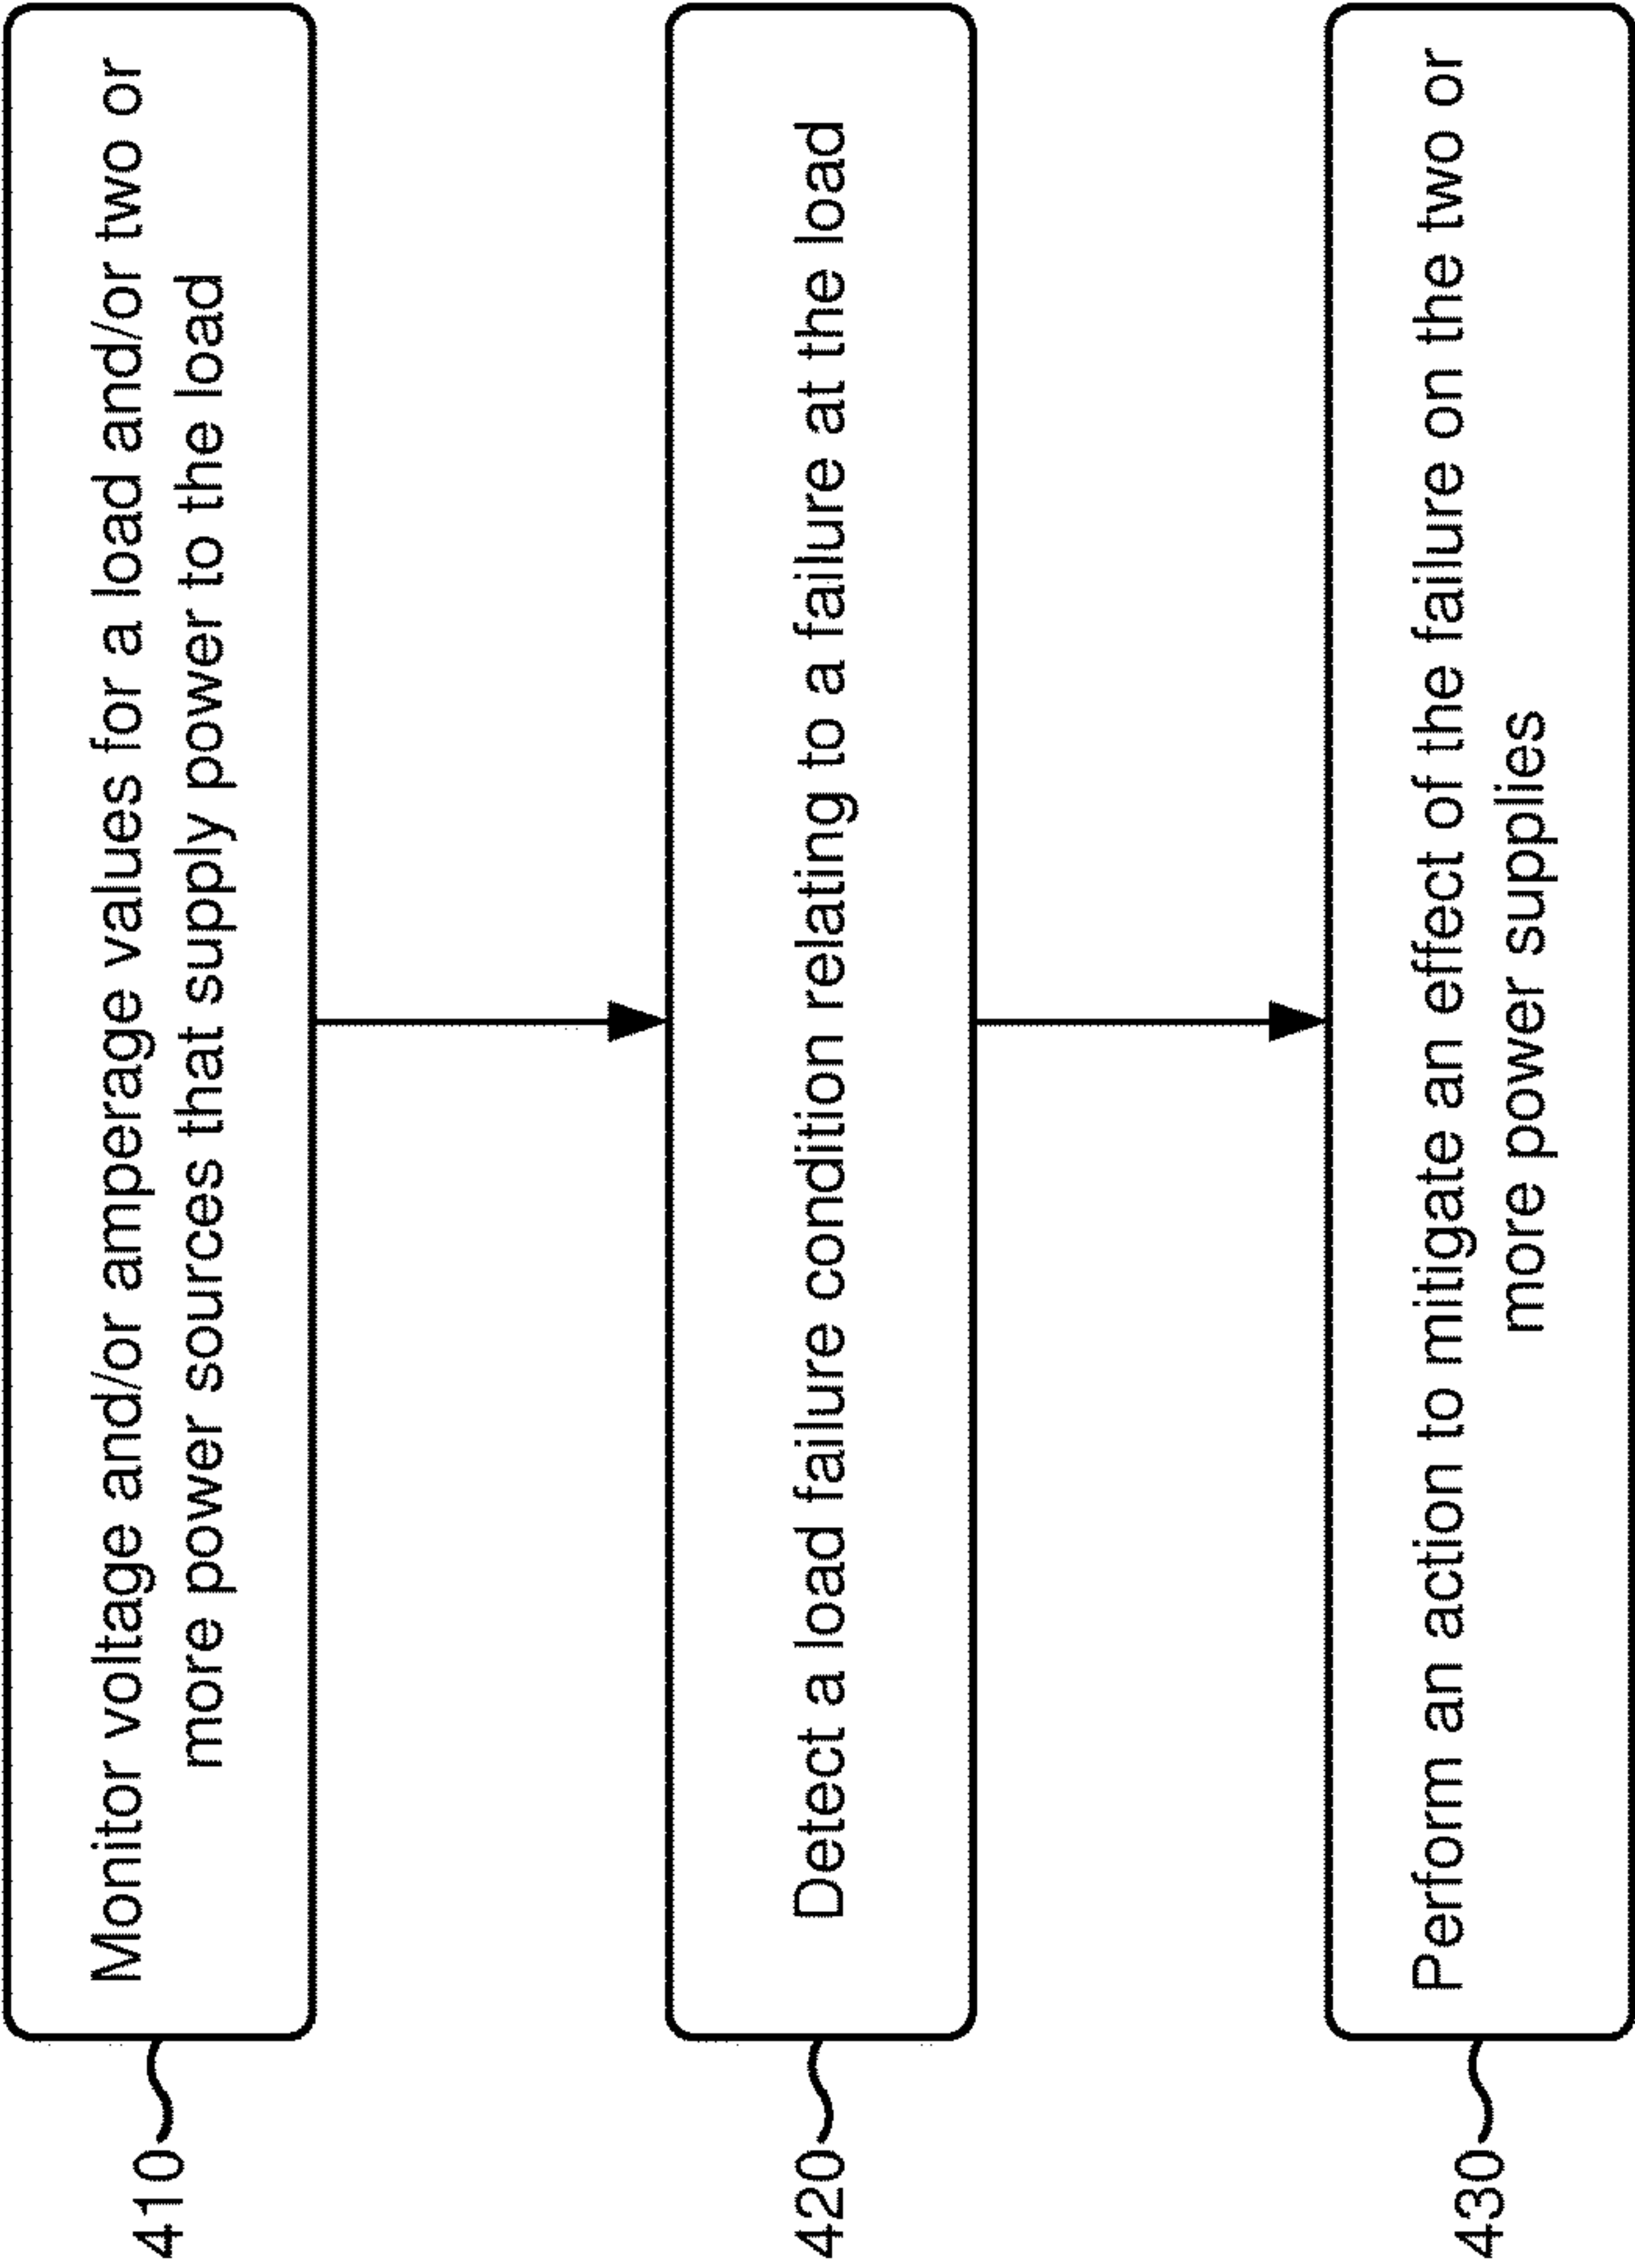 410
Monitor voltage and/or amperage values for a load and/or two or
more power sources that supply power to the load
420
Detect a load failure condition relating to a failure at the load
430
Perform an action to mitigate an effect of the failure on the two or
more power supplies